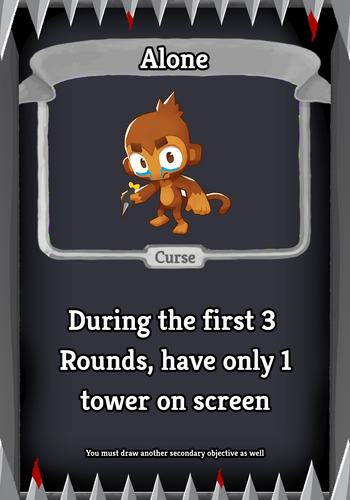 Alone
Curse
During the first 3
Rounds, have only 1
tower on screen
You must draw another secondary objective as well